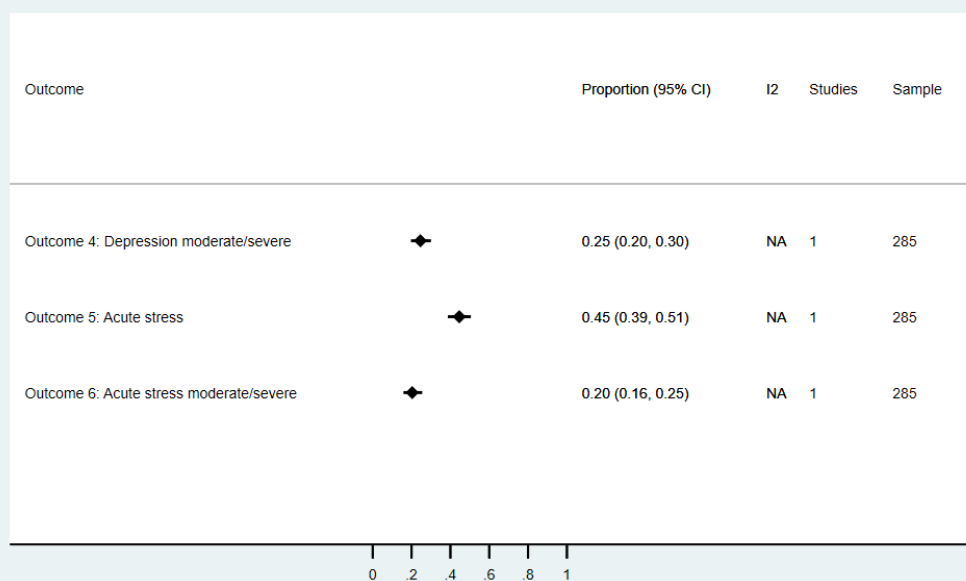 Outcome Proportion (95% CI) I2 Studies Sample
Outcome 4: Depression moderate/severe 0.25 (0.20, 0.30) NA 1 285
Outcome 5: Acute stress 0.45 (0.39, 0.51) NA 1 285
Outcome 6: Acute stress moderate/severe 0.20 (0.16, 0.25) NA 1 285
0 .2 .4 .6 .8 1